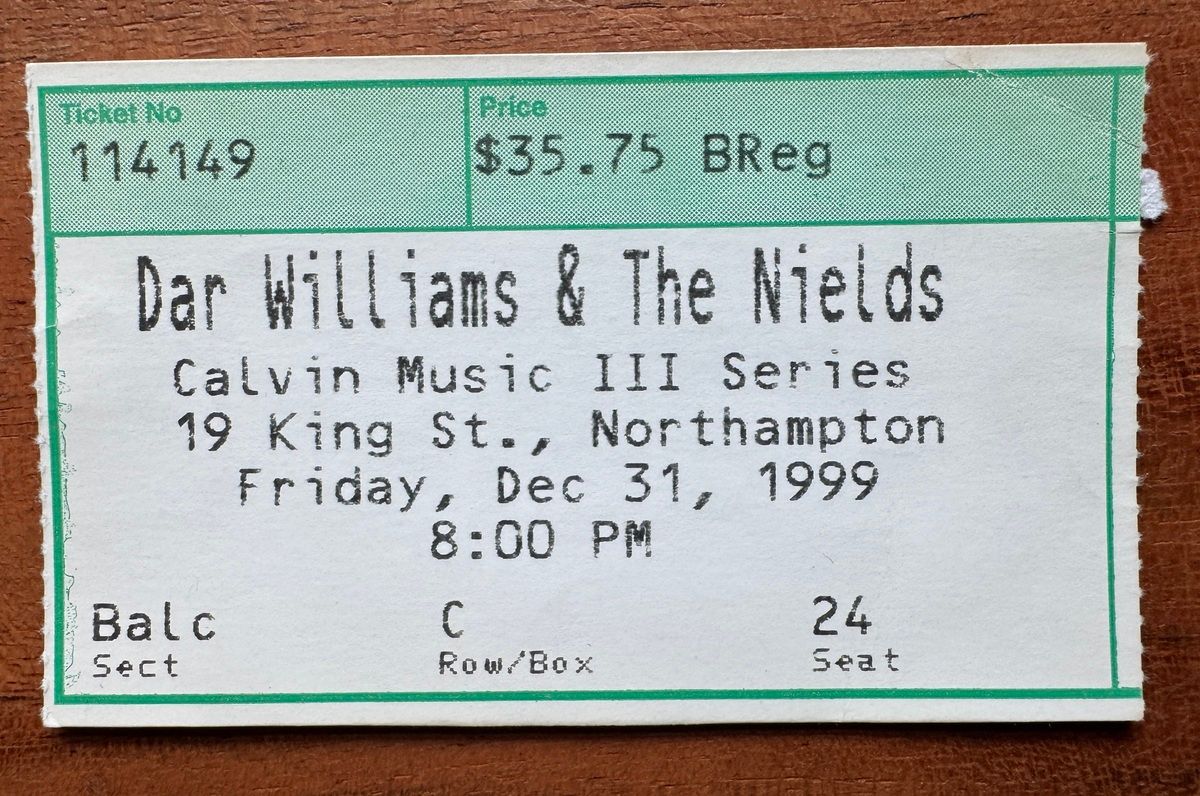 Ticket No
Price
114149
$35.75 BReg
Dar Williams & The Nields
Calvin Music III Series
19 King St., Northampton
Friday, Dec 31, 1999
8:00 PM
Balc C 24
Sect Row/Box Seat